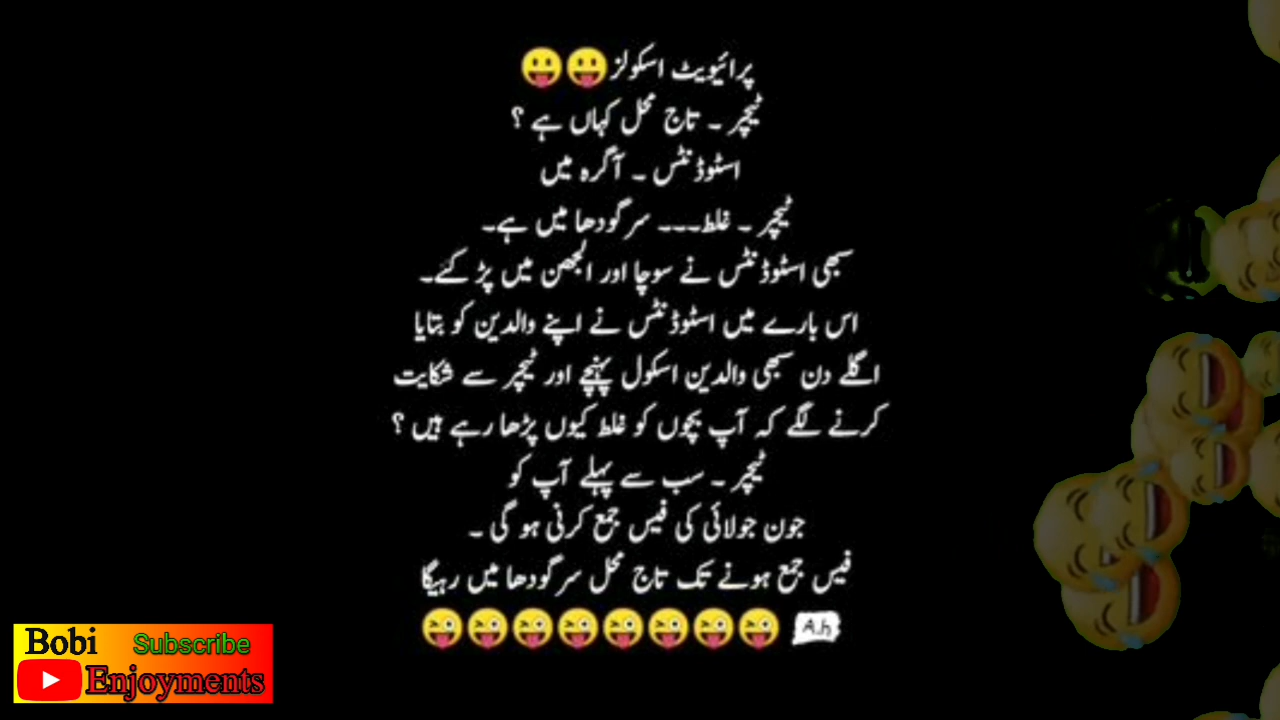 پرائیویٹ اسکولز😛😛
ٹیچر ۔ تاج محل کہاں ہے ؟
اسٹوڈنٹس ۔ آگرہ میں
ٹیچر ۔ غلط۔۔۔ سرگودھا میں ہے۔
سبھی اسٹوڈنٹس نے سوچا اور الجھن میں پڑ گئے۔
اس بارے میں اسٹوڈنٹس نے اپنے والدین کو بتایا
اگلے دن سبھی والدین اسکول پہنچے اور ٹیچر سے شکایت
کرنے لگے کہ آپ بچوں کو غلط کیوں پڑھا رہے ہیں ؟
ٹیچر ۔ سب سے پہلے آپ کو
جون جولائی کی فیس جمع کرنی ہو گی ۔
فیس جمع ہونے تک تاج محل سرگودھا میں رہیگا
😜😜😜😜😜😜😜😜 A.h
Bobi Subscribe
Enjoyments